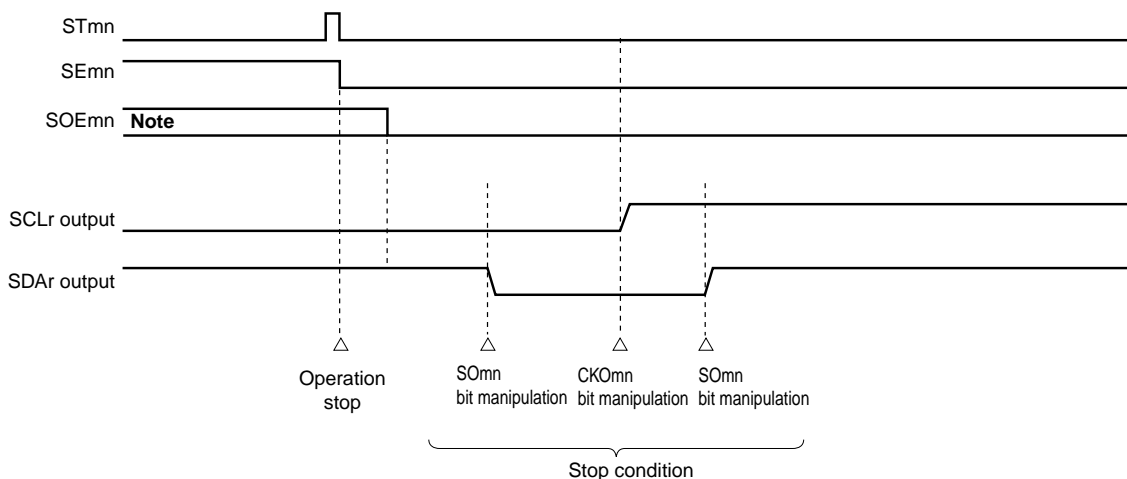 STmn
SEmn
SOEmn Note
SCLr output
SDAr output
Operation
stop
SOmn
bit manipulation
CKOmn
bit manipulation
SOmn
bit manipulation
Stop condition